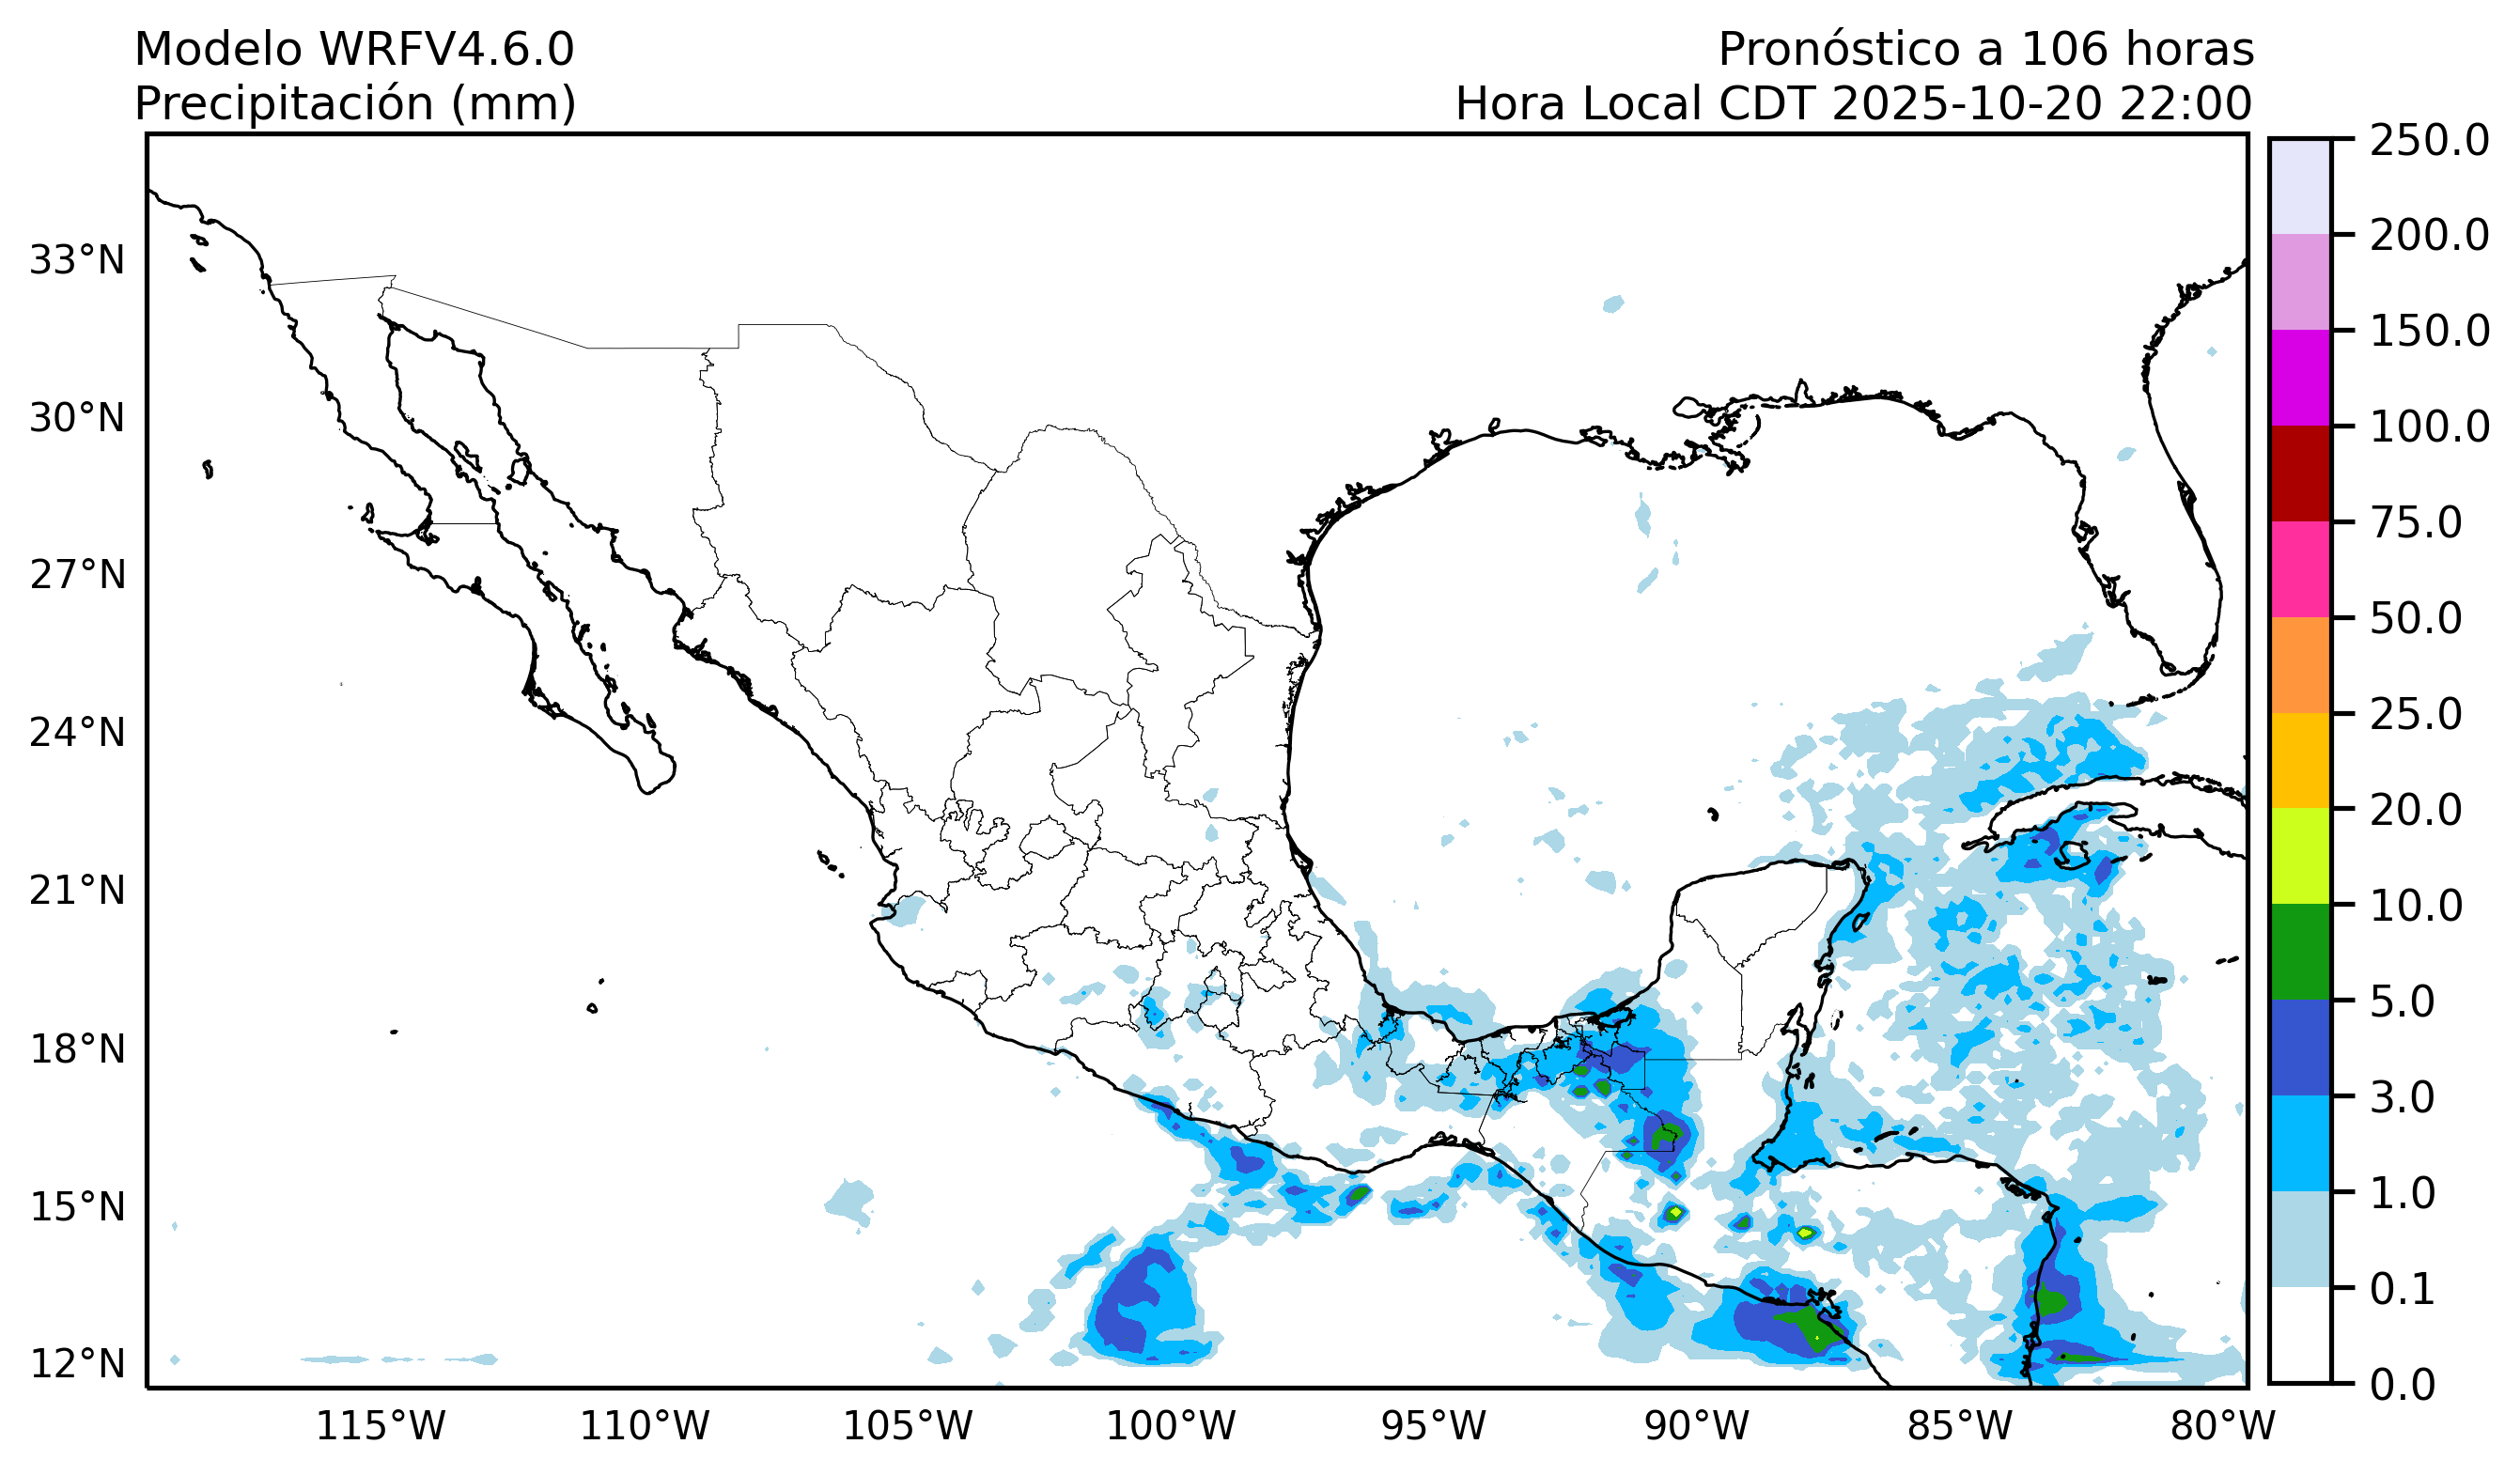 Modelo WRFV4.6.0
Precipitación (mm)
Pronóstico a 106 horas
Hora Local CDT 2025-10-20 22:00
33°N
30°N
27°N
24°N
21°N
18°N
15°N
12°N
115°W
110°W
105°W
100°W
95°W
90°W
85°W
80°W
250.0
200.0
150.0
100.0
75.0
50.0
25.0
20.0
10.0
5.0
3.0
1.0
0.1
0.0